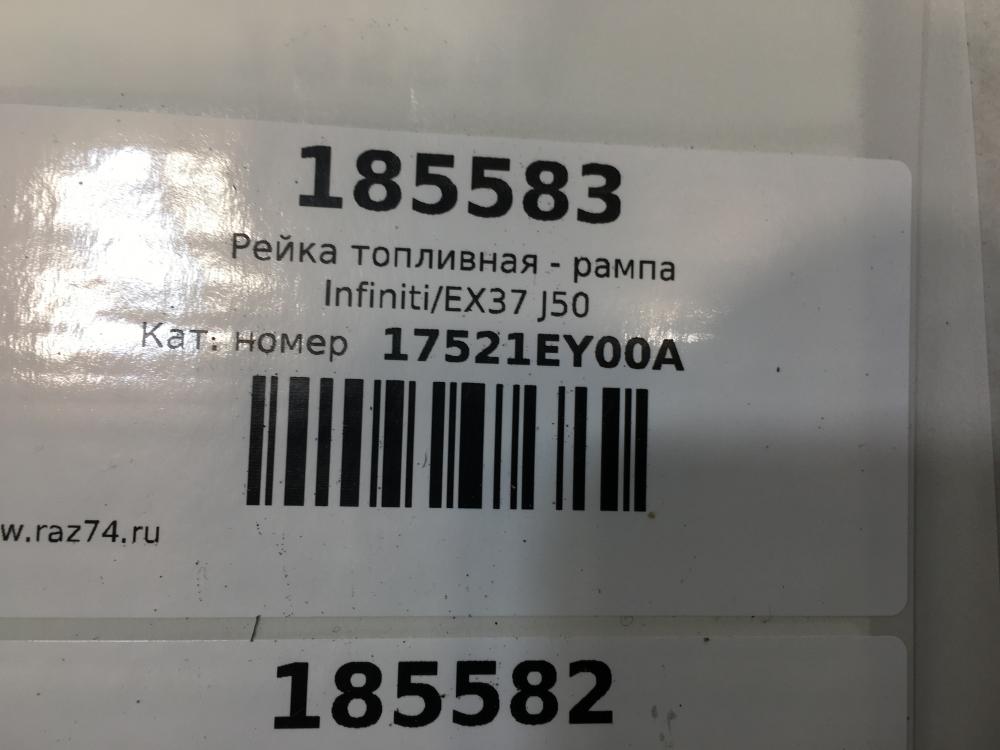 185583
Рейка топливная - рампа
Infiniti/EX37 J50
Кат. номер 17521EY00A
w.raz74.ru
185582